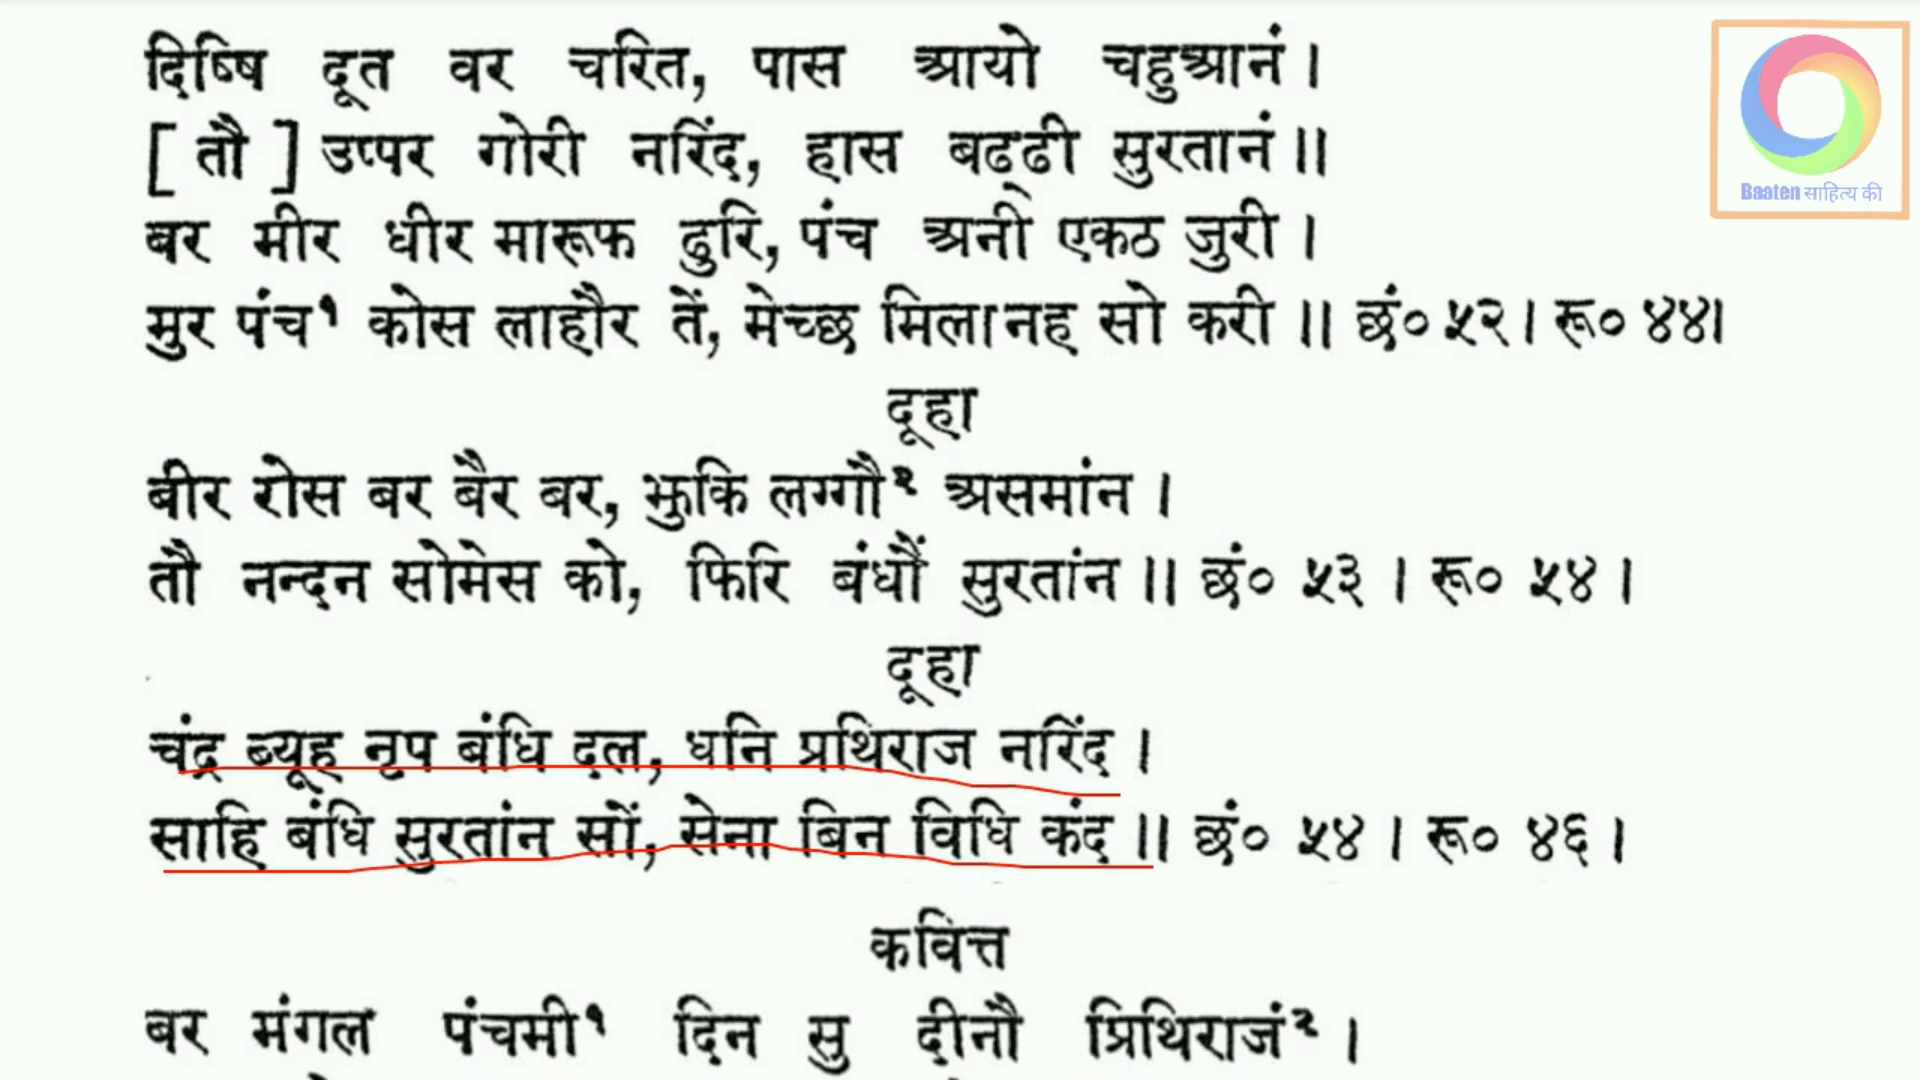 दिष्षि दूत वर चरित, पास आयो चहुआनं ।
[ तौ ] उप्पर गोरी नरिंद, हास बढ्ढी सुरतानं ॥
बर मीर धीर मारूफ ढुरि, पंच अनी एकठ जुरी ।
मुर पंच¹ कोस लाहौर तें, मेच्छ मिलानह सो करी ॥ छं० ५२ । रू० ४४।
दूहा
बीर रोस बर बैर बर, झुकि लग्गौ² असमांन ।
तौ नन्दन सोमेस को, फिरि बंधौं सुरतांन ॥ छं० ५३ । रू० ५४ ।
दूहा
चंद्र ब्यूह नृप बंधि दल, धनि प्रथिराज नरिंद ।
साहि बंधि सुरतांन सों, सेना बिन विधि कंद ॥ छं० ५४ । रू० ४६ ।
कवित्त
बर मंगल पंचमी¹ दिन सु दीनौ प्रिथिराजं² ।
Baaten साहित्य की